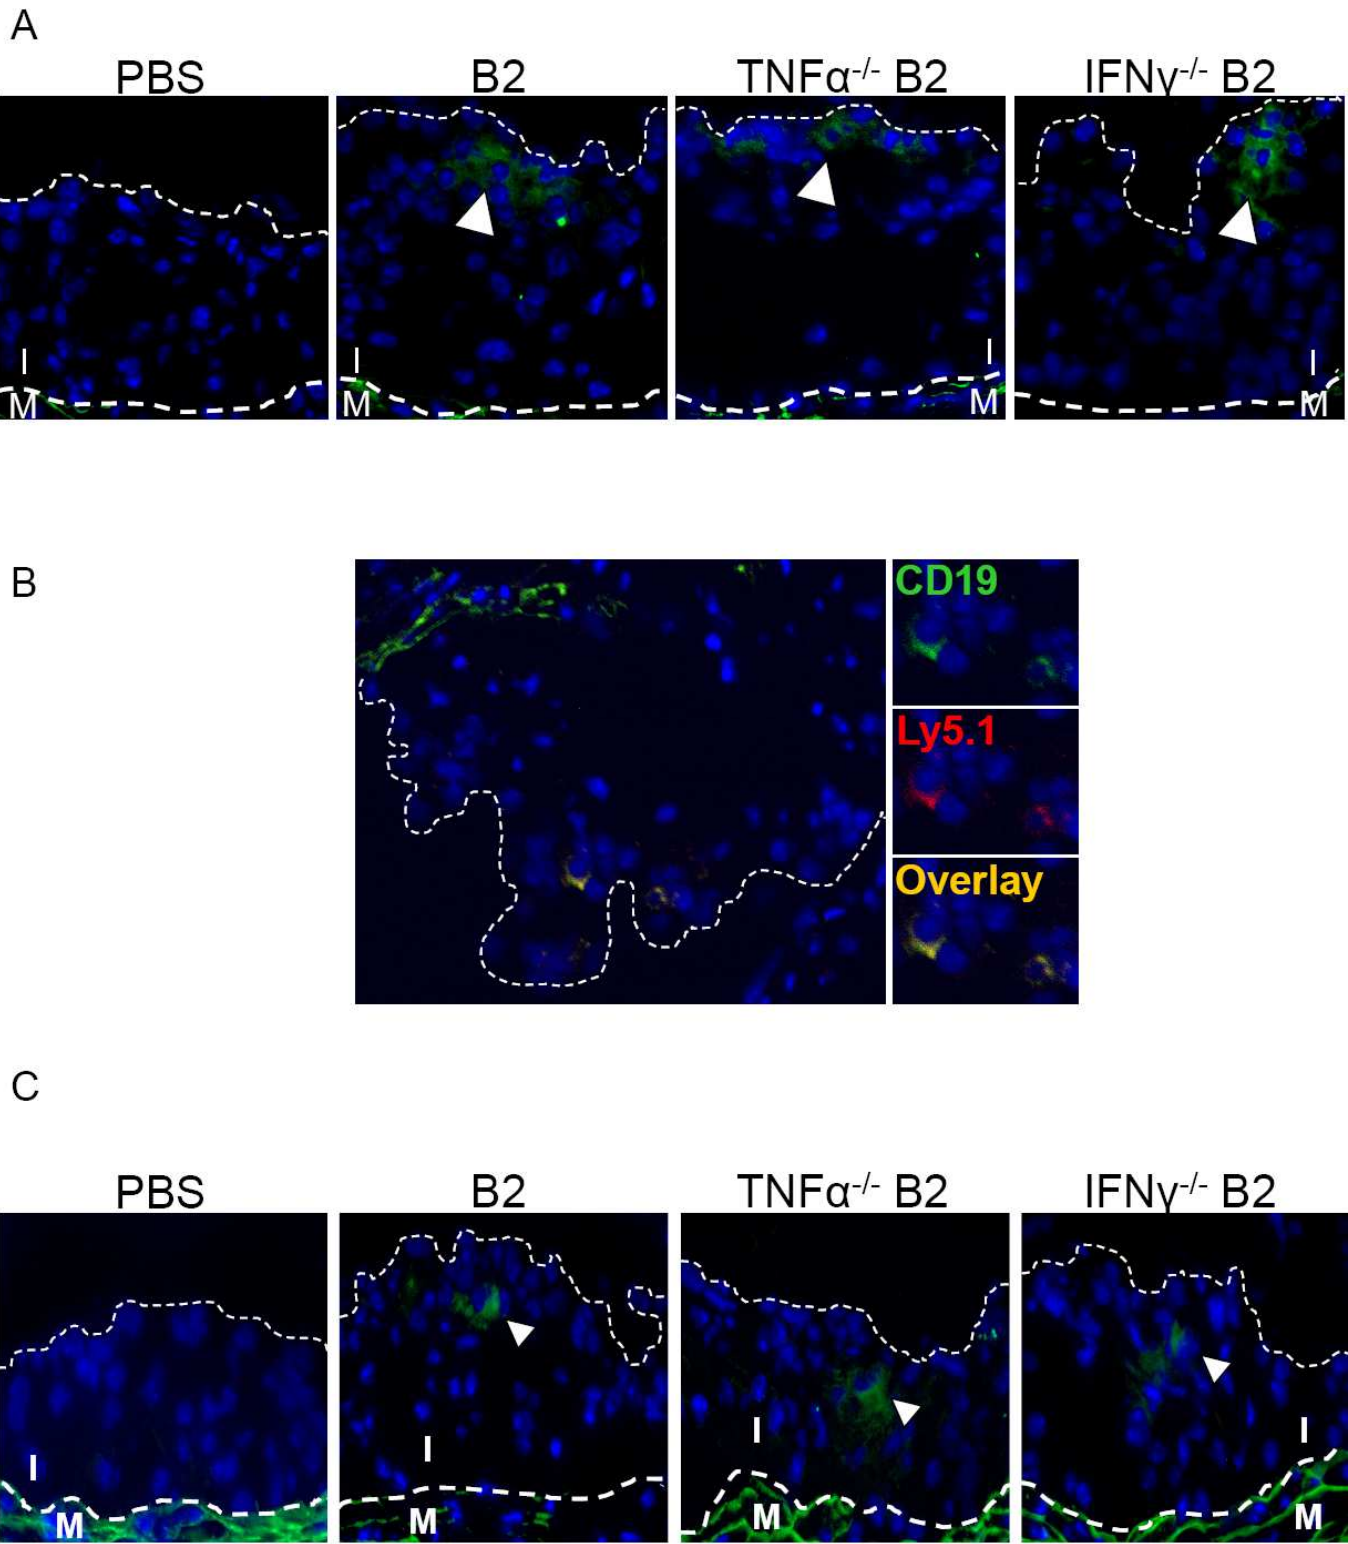 A
PBS B2 TNFα-/- B2 IFNγ-/- B2
I I I I
M M M M
B
CD19
Ly5.1
Overlay
C
PBS B2 TNFα-/- B2 IFNγ-/- B2
I I I I
M M M M